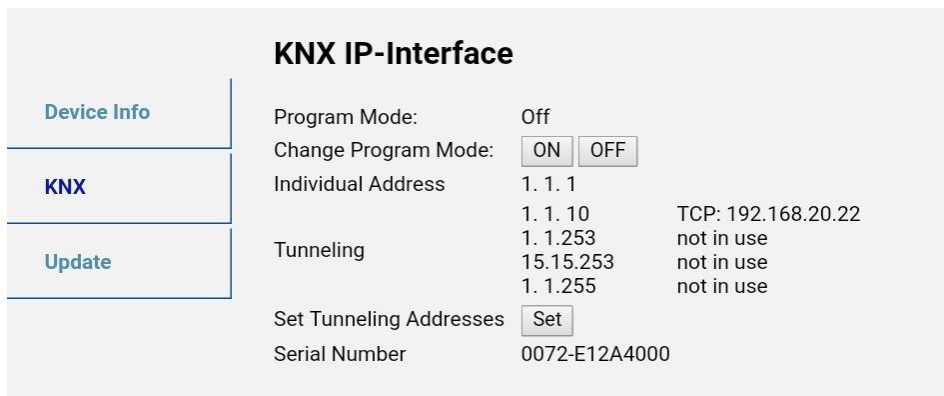 KNX IP-Interface
Device Info
KNX
Update
Program Mode: Off
Change Program Mode: ON OFF
Individual Address 1. 1. 1
Tunneling
1. 1. 10 TCP: 192.168.20.22
1. 1.253 not in use
15.15.253 not in use
1. 1.255 not in use
Set Tunneling Addresses Set
Serial Number 0072-E12A4000